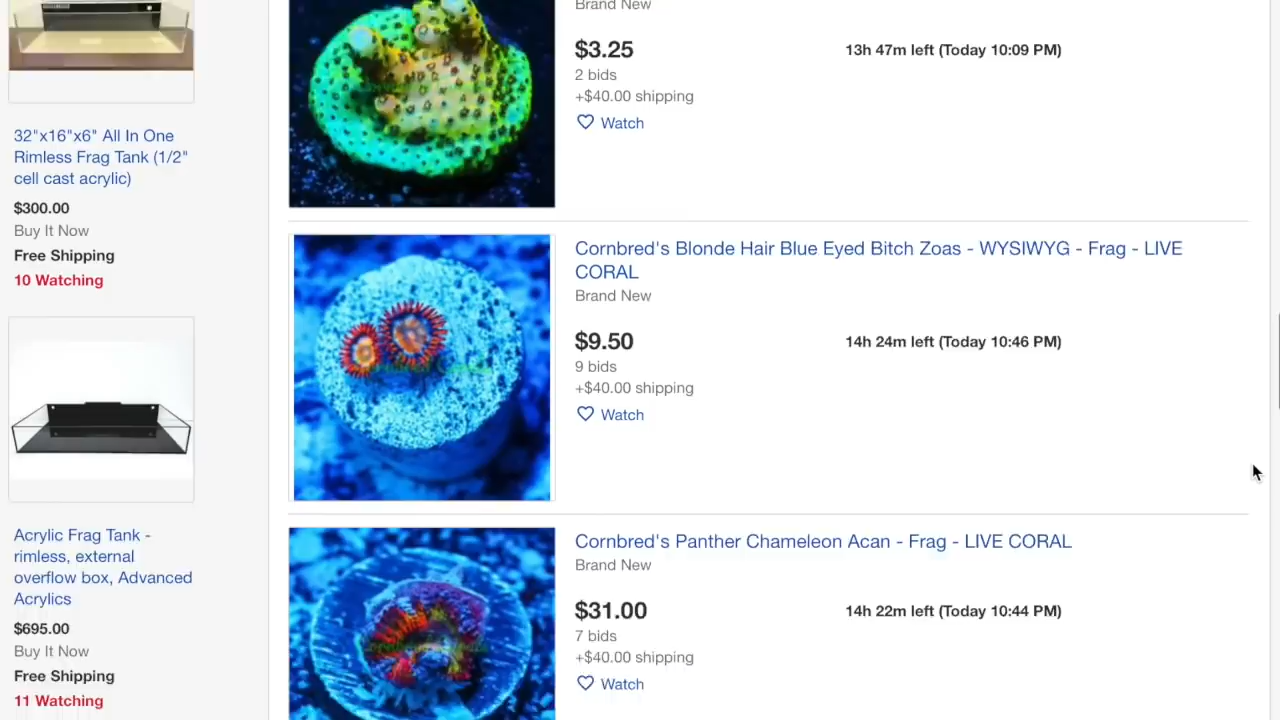 32"x16"x6" All In One
Rimless Frag Tank (1/2"
cell cast acrylic)
$300.00
Buy It Now
Free Shipping
10 Watching
Acrylic Frag Tank -
rimless, external
overflow box, Advanced
Acrylics
$695.00
Buy It Now
Free Shipping
11 Watching
Brand New
$3.25
13h 47m left (Today 10:09 PM)
2 bids
+$40.00 shipping
Watch
Cornbred's Blonde Hair Blue Eyed Bitch Zoas - WYSIWYG - Frag - LIVE
CORAL
Brand New
$9.50
14h 24m left (Today 10:46 PM)
9 bids
+$40.00 shipping
Watch
Cornbred's Panther Chameleon Acan - Frag - LIVE CORAL
Brand New
$31.00
14h 22m left (Today 10:44 PM)
7 bids
+$40.00 shipping
Watch